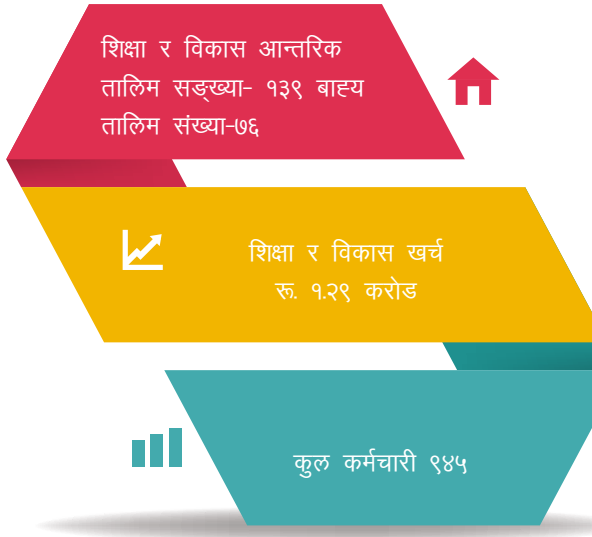 शिक्षा र विकास आन्तरिक
तालिम सङ्ख्या- १३९ बाह्य
तालिम संख्या-७६
शिक्षा र विकास खर्च
रू. १.२९ करोड
कुल कर्मचारी ९४५